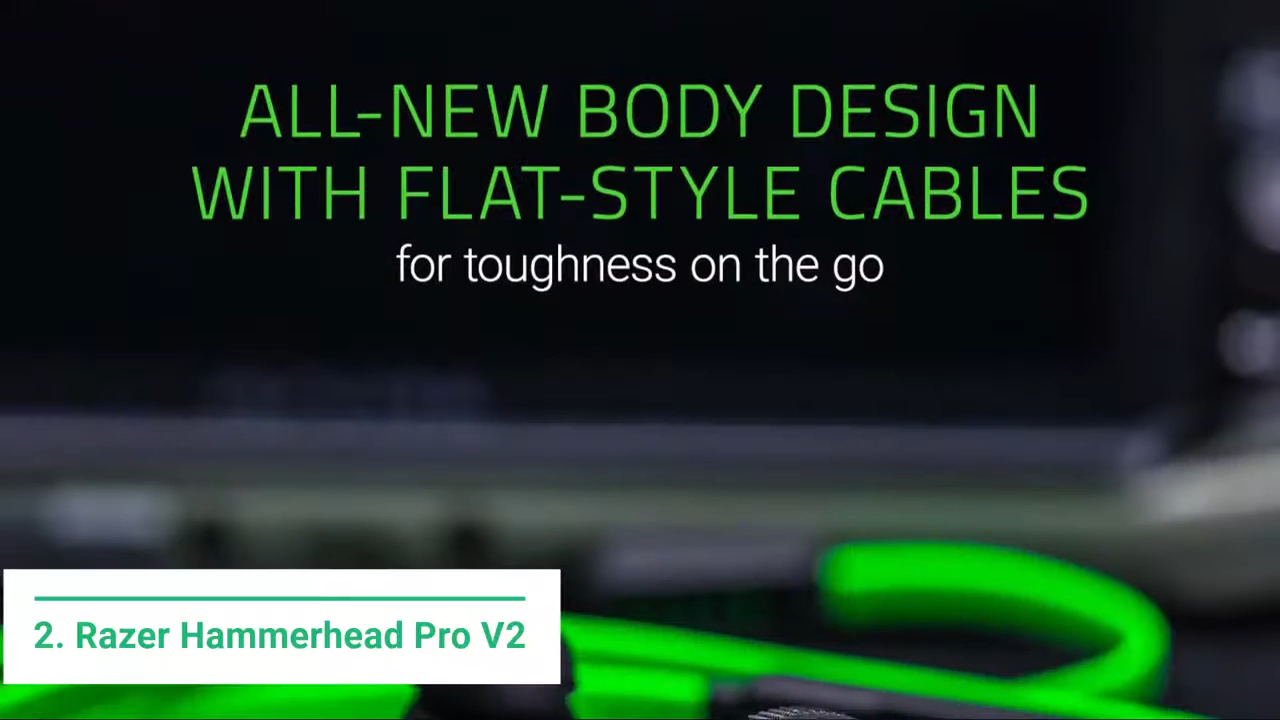 ALL-NEW BODY DESIGN
WITH FLAT-STYLE CABLES
for toughness on the go
2. Razer Hammerhead Pro V2